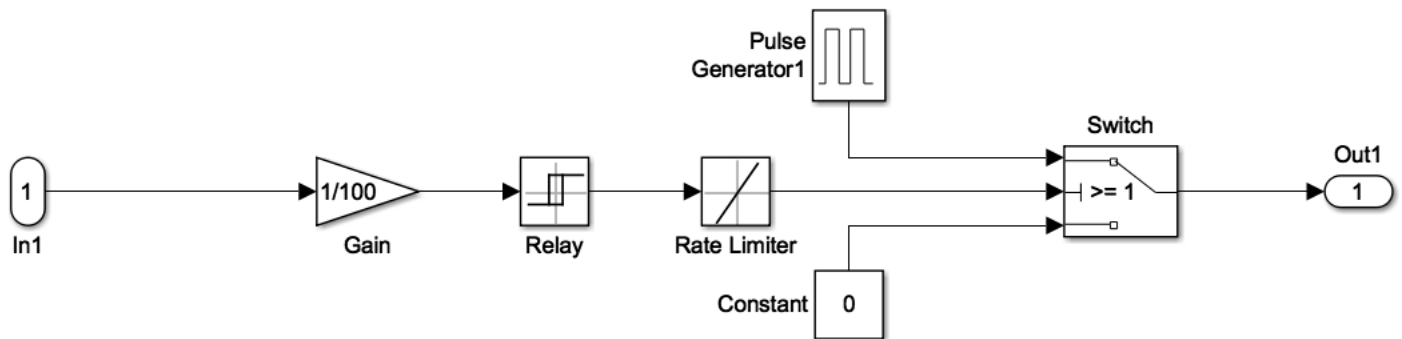 Pulse
Generator1
Switch
Out1
1
1/100
>= 1
1
In1
Gain
Relay
Rate Limiter
Constant
0